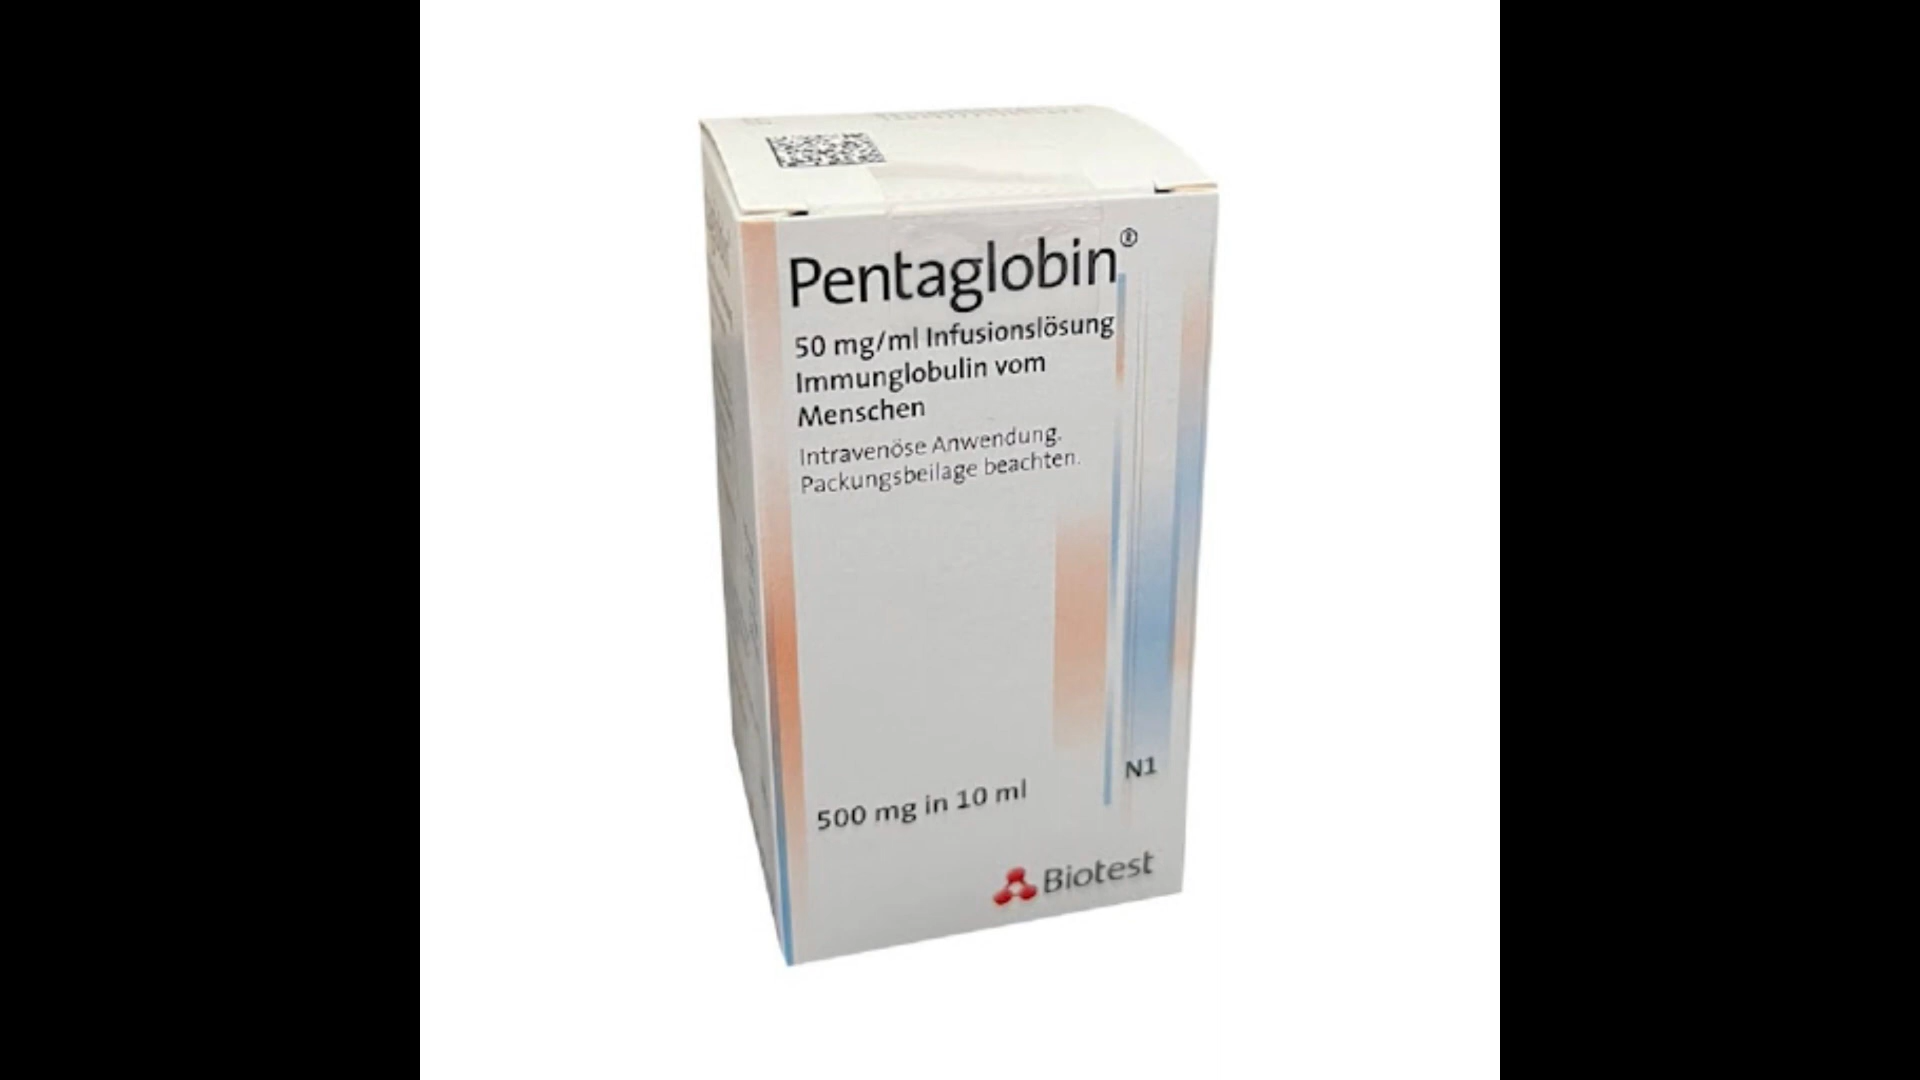 Pentaglobin®
50 mg/ml Infusionslösung
Immunglobulin vom
Menschen
Intravenöse Anwendung.
Packungsbeilage beachten.
N1
500 mg in 10 ml
Biotest